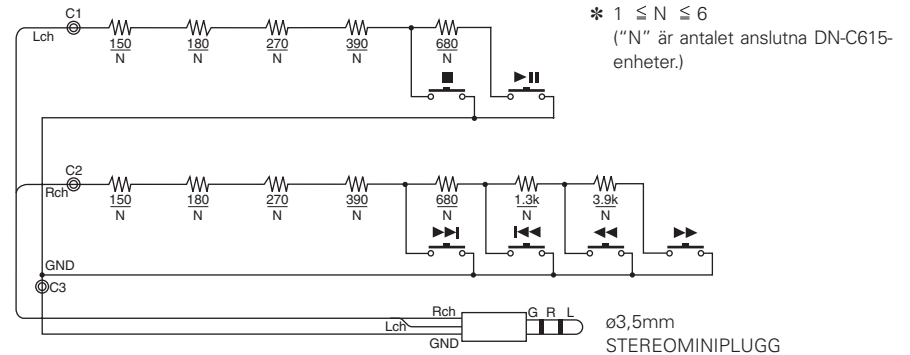 C1
Lch
150 180 270 390 680
N N N N N
✻ 1 ≦ N ≦ 6
("N" är antalet anslutna DN-C615-
enheter.)
C2
Rch
150 180 270 390 680 1.3k 3.9k
N N N N N N N
GND
C3
Rch
Lch
GND
G R L
ø3,5mm
STEREOMINIPLUGG